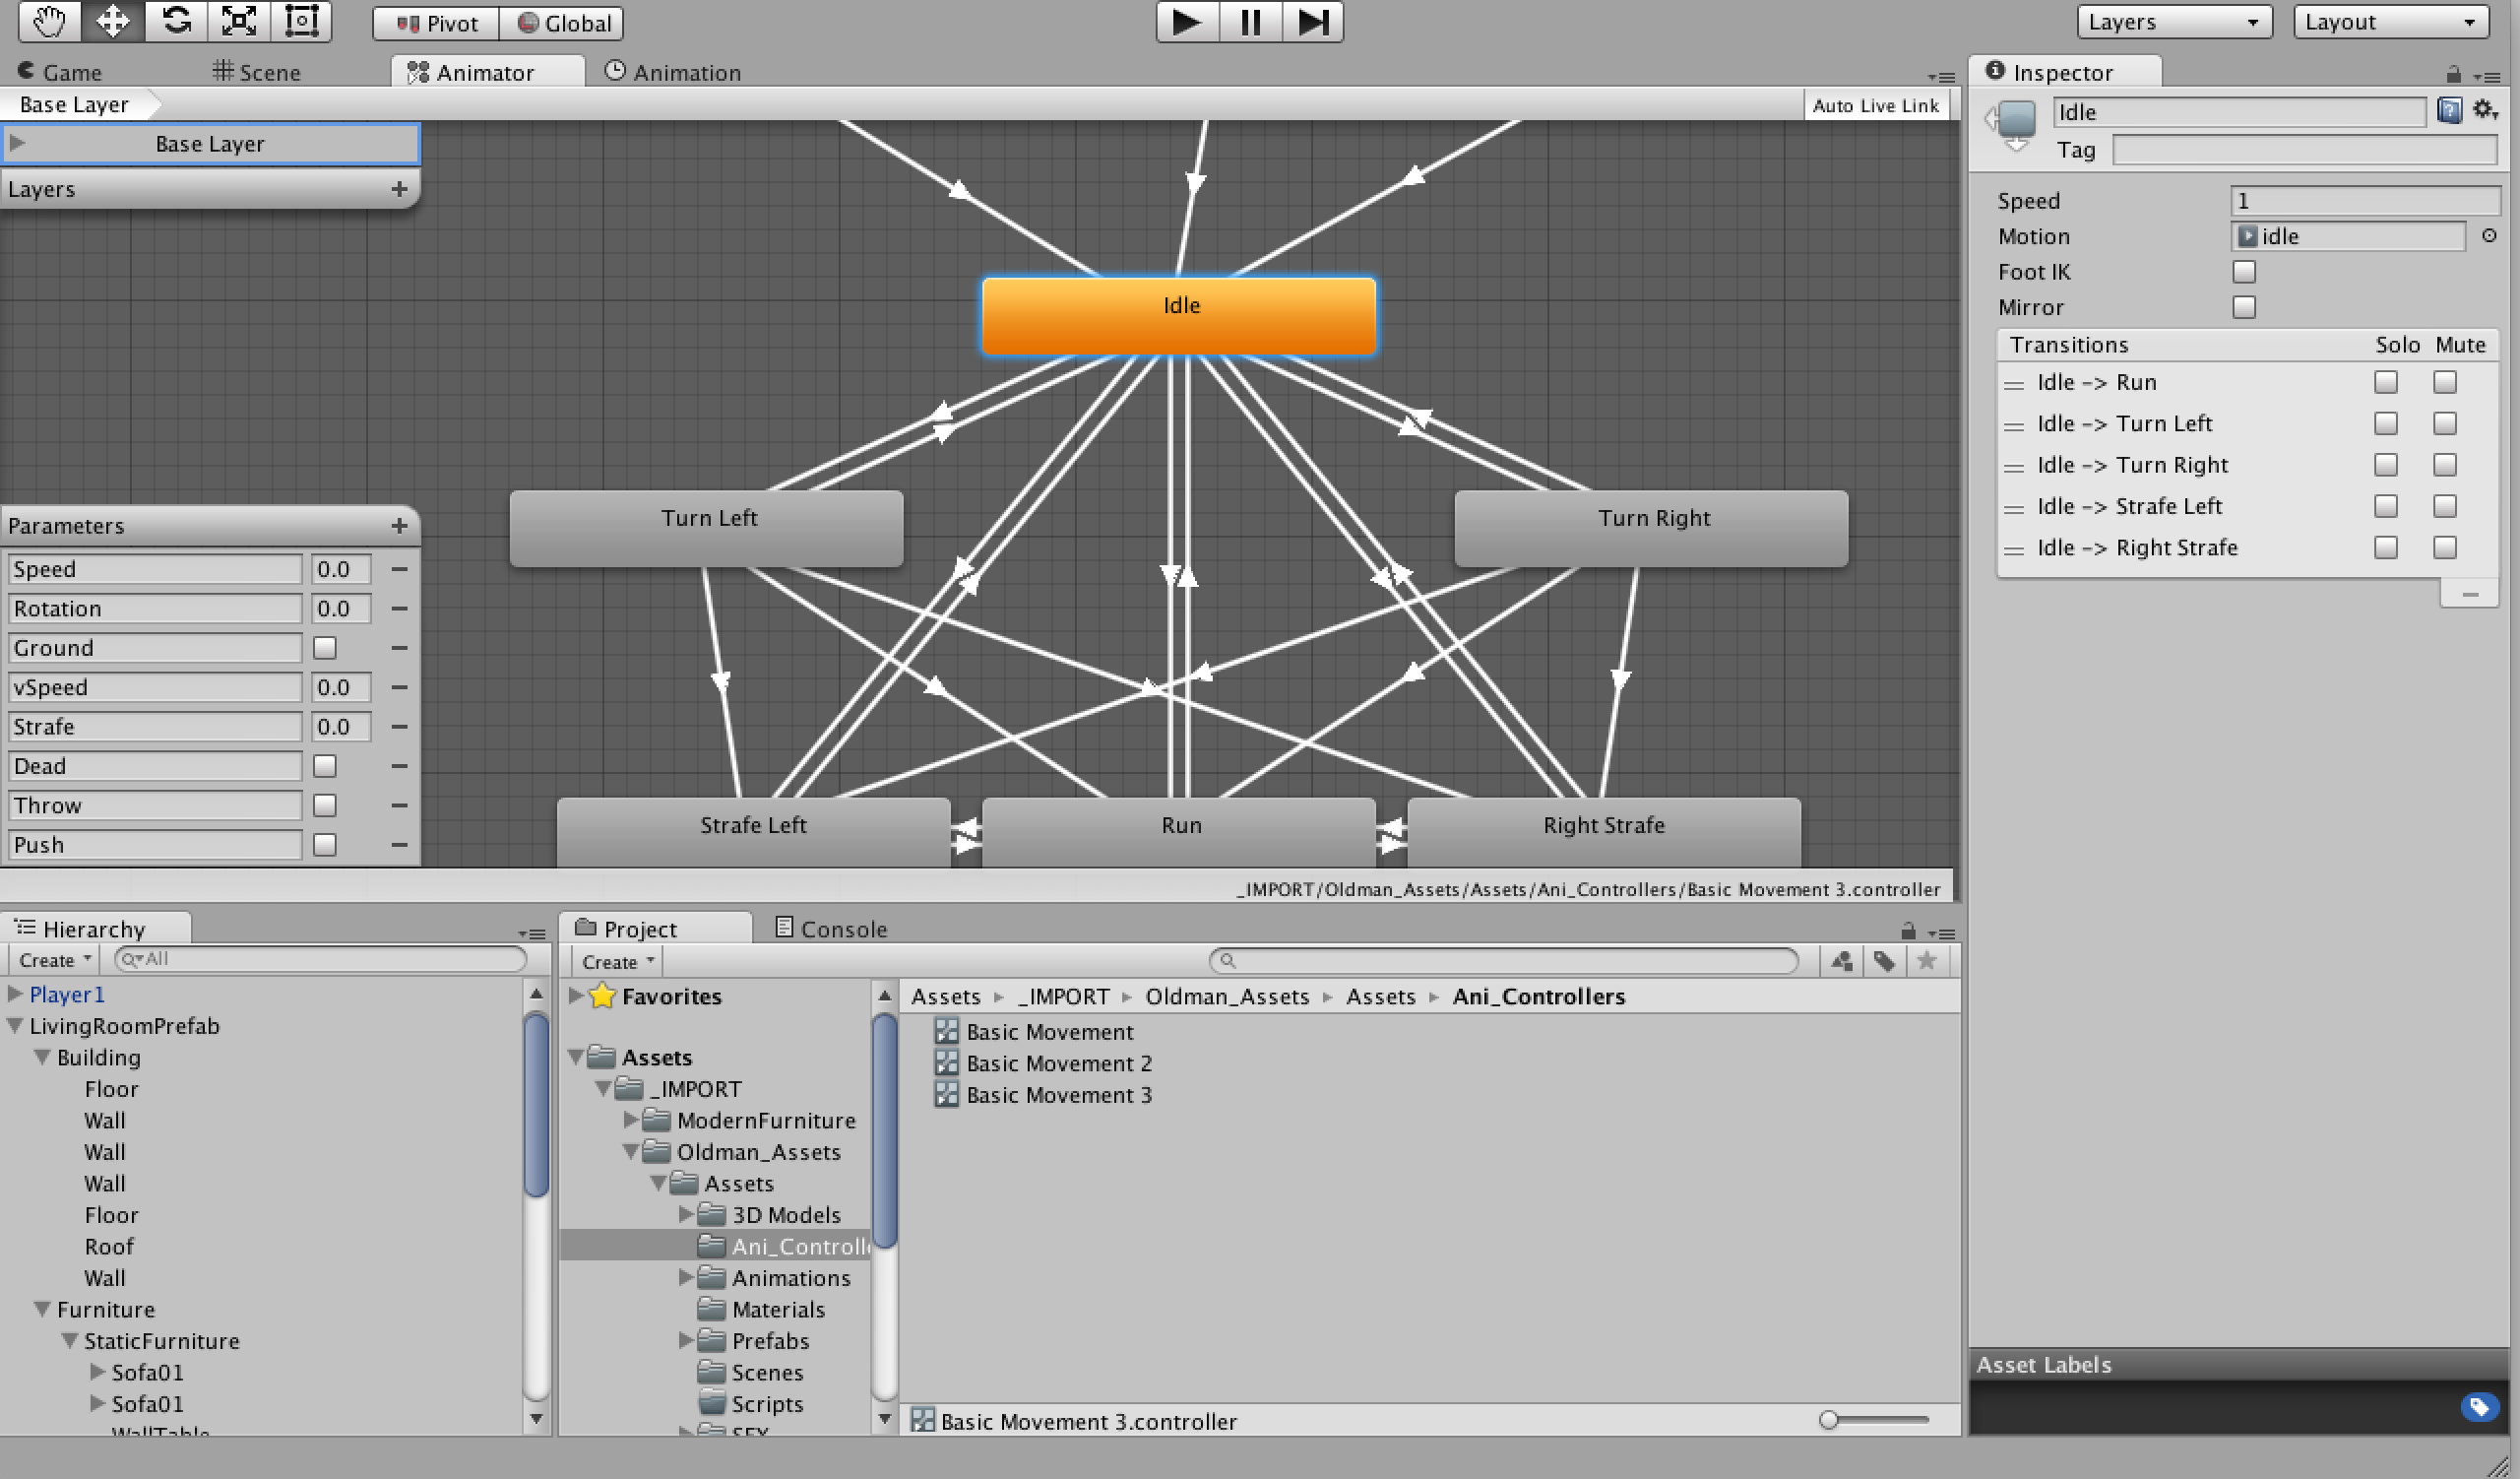 Pivot Global Layers Layout
Game Scene Animator Animation
Base Layer Auto Live Link
Base Layer
Layers
Idle
Turn Left Turn Right
Strafe Left Run Right Strafe
Parameters
Speed 0.0
Rotation 0.0
Ground
vSpeed 0.0
Strafe 0.0
Dead
Throw
Push
_IMPORT/Oldman_Assets/Assets/Ani_Controllers/Basic Movement 3.controller
Inspector
Idle
Tag
Speed 1
Motion idle
Foot IK
Mirror
Transitions Solo Mute
Idle -> Run
Idle -> Turn Left
Idle -> Turn Right
Idle -> Strafe Left
Idle -> Right Strafe
Asset Labels
Hierarchy
Create All
Player1
LivingRoomPrefab
Building
Floor
Wall
Wall
Wall
Floor
Roof
Wall
Furniture
StaticFurniture
Sofa01
Sofa01
WallTable
Project Console
Create
Favorites
Assets
_IMPORT
ModernFurniture
Oldman_Assets
Assets
3D Models
Ani_Controll
Animations
Materials
Prefabs
Scenes
Scripts
SFX
Assets _IMPORT Oldman_Assets Assets Ani_Controllers
Basic Movement
Basic Movement 2
Basic Movement 3
Basic Movement 3.controller